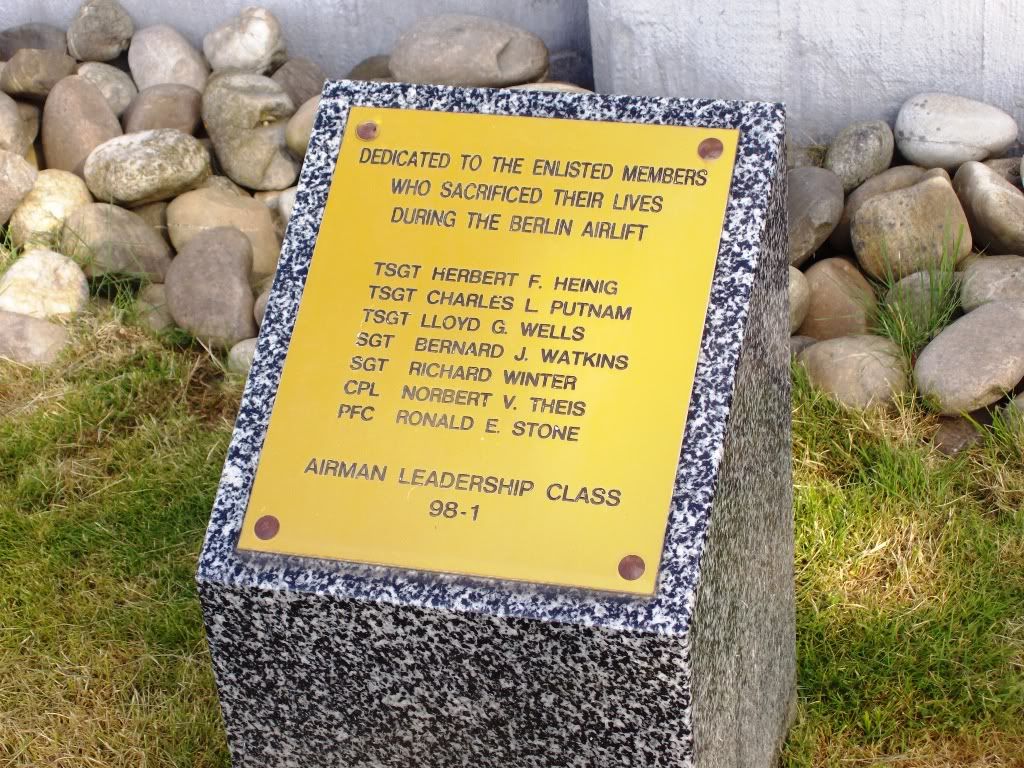 DEDICATED TO THE ENLISTED MEMBERS
WHO SACRIFICED THEIR LIVES
DURING THE BERLIN AIRLIFT
TSGT HERBERT F. HEINIG
TSGT CHARLES L. PUTNAM
TSGT LLOYD G. WELLS
SGT BERNARD J. WATKINS
SGT RICHARD WINTER
CPL NORBERT V. THEIS
PFC RONALD E. STONE
AIRMAN LEADERSHIP CLASS
98-1